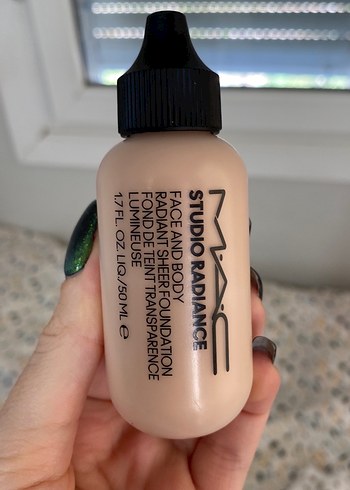 MAC
STUDIO RADIANCE
FACE AND BODY
RADIANT SHEER FOUNDATION
FOND DE TEINT TRANSPARENCE
LUMINEUSE
1.7 FL. OZ. LIQ./50 ML ℮